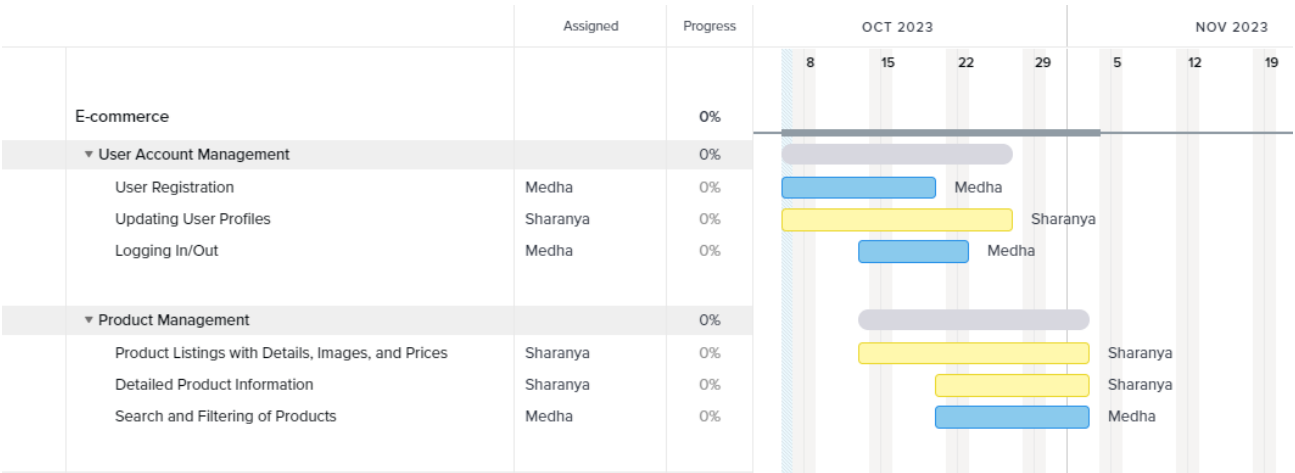 Assigned Progress OCT 2023 NOV 2023
8 15 22 29 5 12 19
E-commerce 0%
User Account Management 0%
User Registration Medha 0% Medha
Updating User Profiles Sharanya 0% Sharanya
Logging In/Out Medha 0% Medha
Product Management 0%
Product Listings with Details, Images, and Prices Sharanya 0% Sharanya
Detailed Product Information Sharanya 0% Sharanya
Search and Filtering of Products Medha 0% Medha